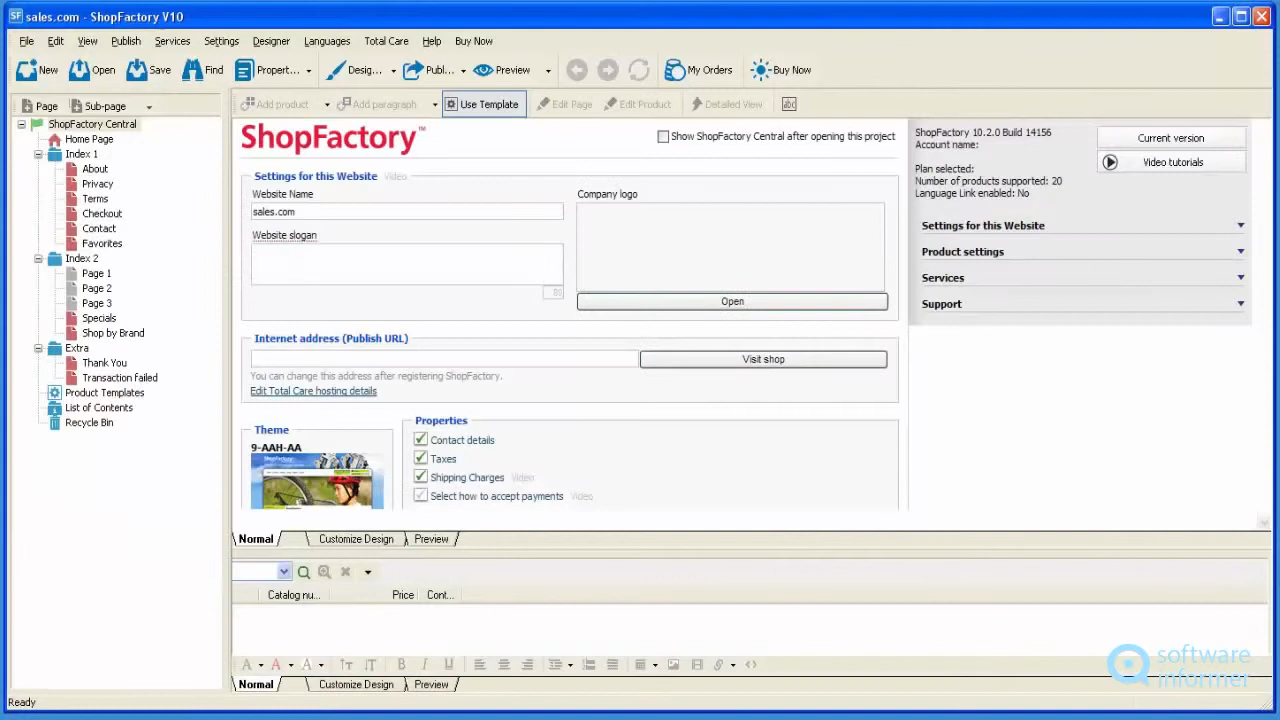 sales.com - ShopFactory V10
File Edit View Publish Services Settings Designer Languages Total Care Help Buy Now
New Open Save Find Propert... Desig... Publ... Preview My Orders Buy Now
Page Sub-page
Add product Add paragraph Use Template Edit Page Edit Product Detailed View abc
ShopFactory Central
Home Page
Index 1
About
Privacy
Terms
Checkout
Contact
Favorites
Index 2
Page 1
Page 2
Page 3
Specials
Shop by Brand
Extra
Thank You
Transaction failed
Product Templates
List of Contents
Recycle Bin
ShopFactory™
Show ShopFactory Central after opening this project
Settings for this Website Video
Website Name
sales.com
Website slogan
Company logo
Open
Internet address (Publish URL)
Visit shop
You can change this address after registering ShopFactory.
Edit Total Care hosting details
Theme
9-AAH-AA
Properties
Contact details
Taxes
Shipping Charges Video
Select how to accept payments Video
ShopFactory 10.2.0 Build 14156
Account name:
Plan selected:
Number of products supported: 20
Language Link enabled: No
Current version
Video tutorials
Settings for this Website
Product settings
Services
Support
Normal Customize Design Preview
Catalog nu... Price Cont...
Normal Customize Design Preview
Ready
software
informer